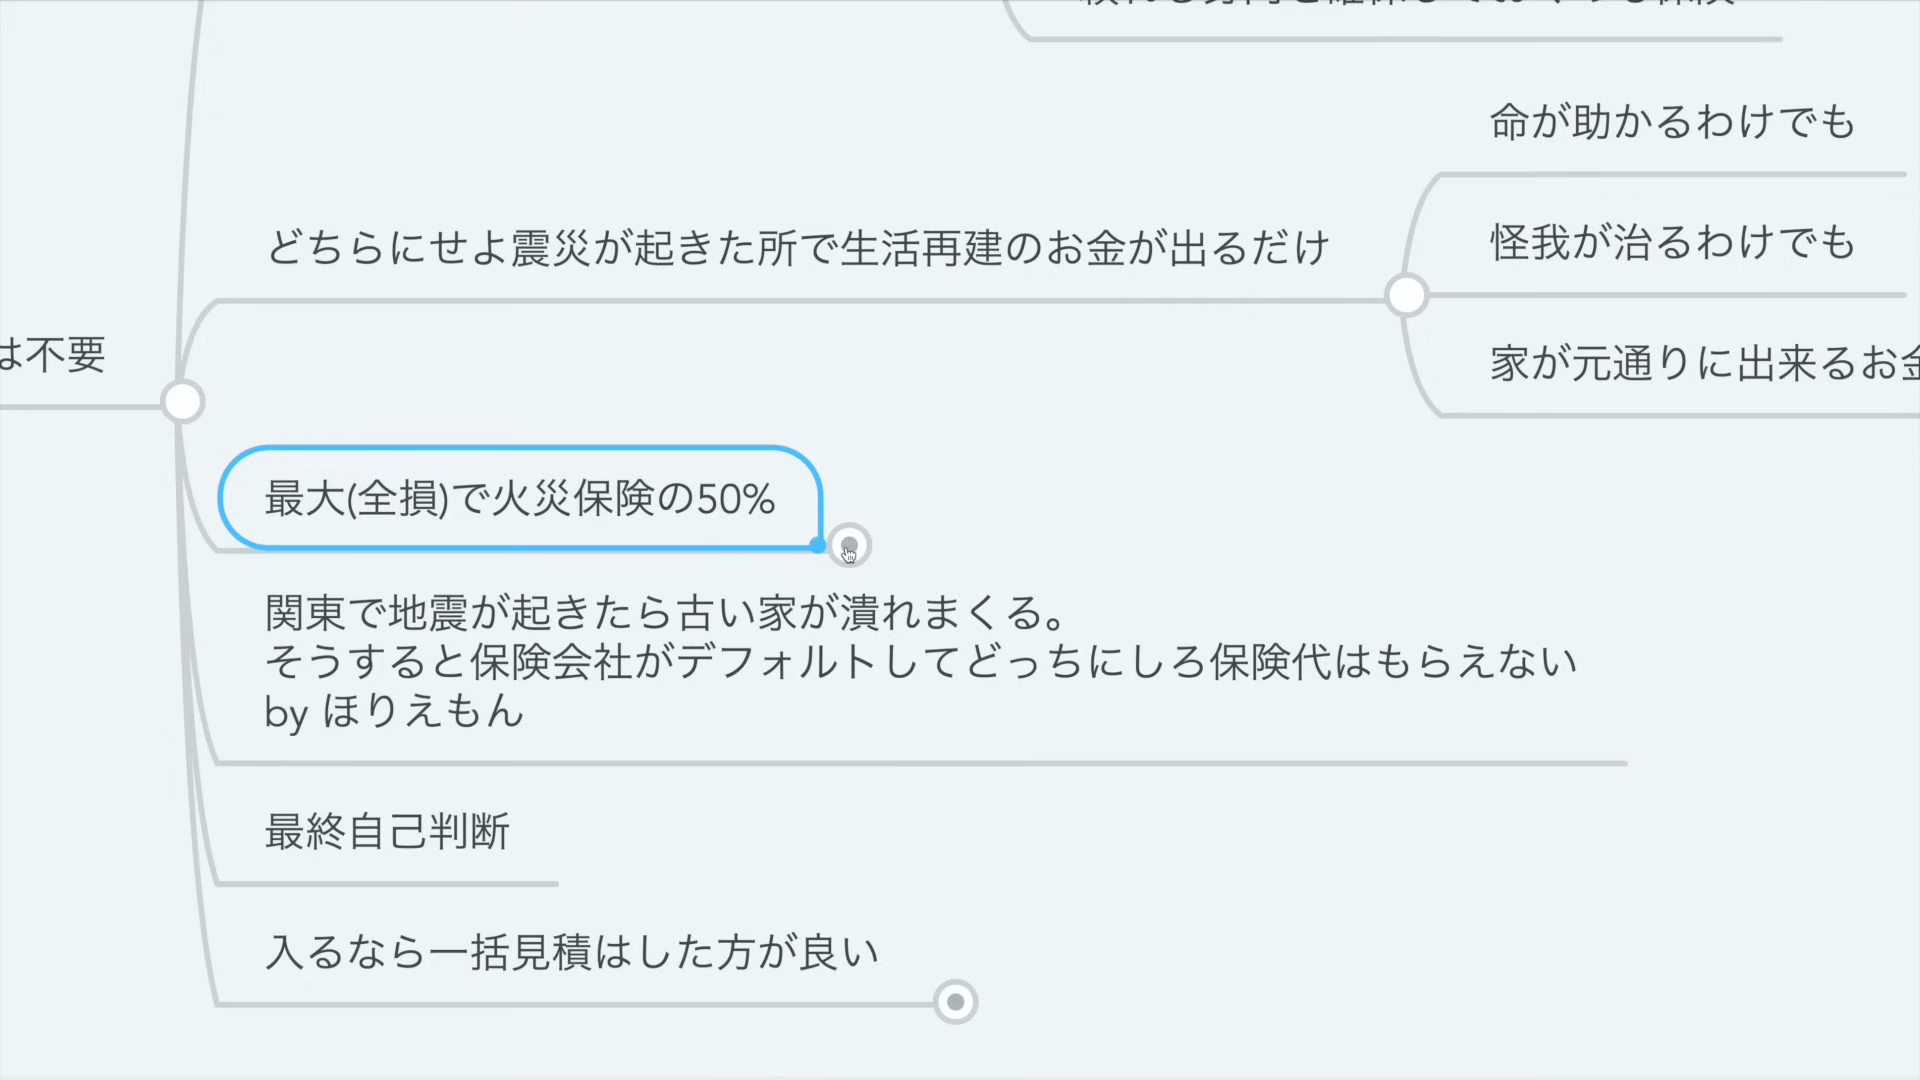 命が助かるわけでも
どちらにせよ震災が起きた所で生活再建のお金が出るだけ
怪我が治るわけでも
は不要
家が元通りに出来るお金
最大(全損)で火災保険の50%
関東で地震が起きたら古い家が潰れまくる。
そうすると保険会社がデフォルトしてどっちにしろ保険代はもらえない
by ほりえもん
最終自己判断
入るなら一括見積はした方が良い